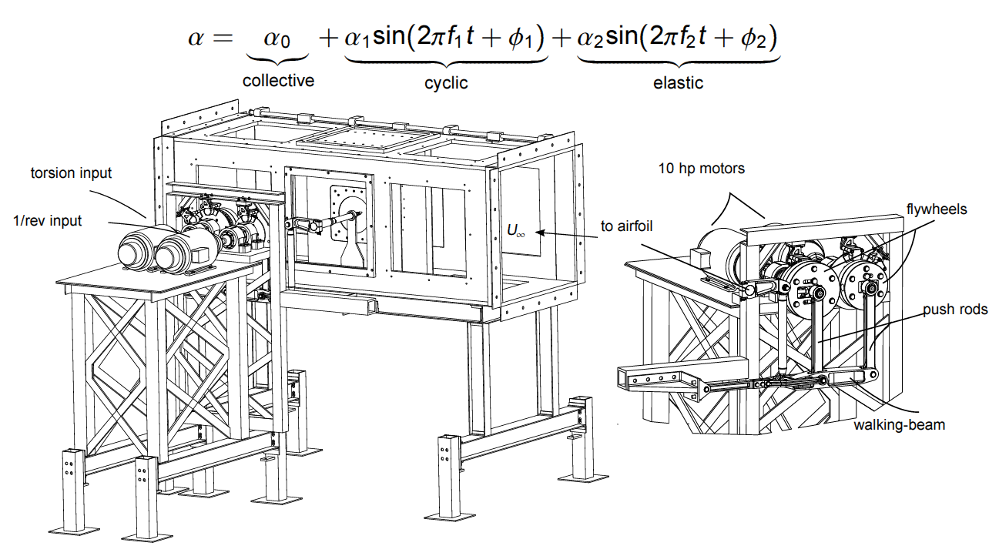 α = α₀ + α₁sin(2πf₁t + ϕ₁) + α₂sin(2πf₂t + ϕ₂)
collective cyclic elastic
torsion input
1/rev input
U∞
to airfoil
10 hp motors
flywheels
push rods
walking-beam